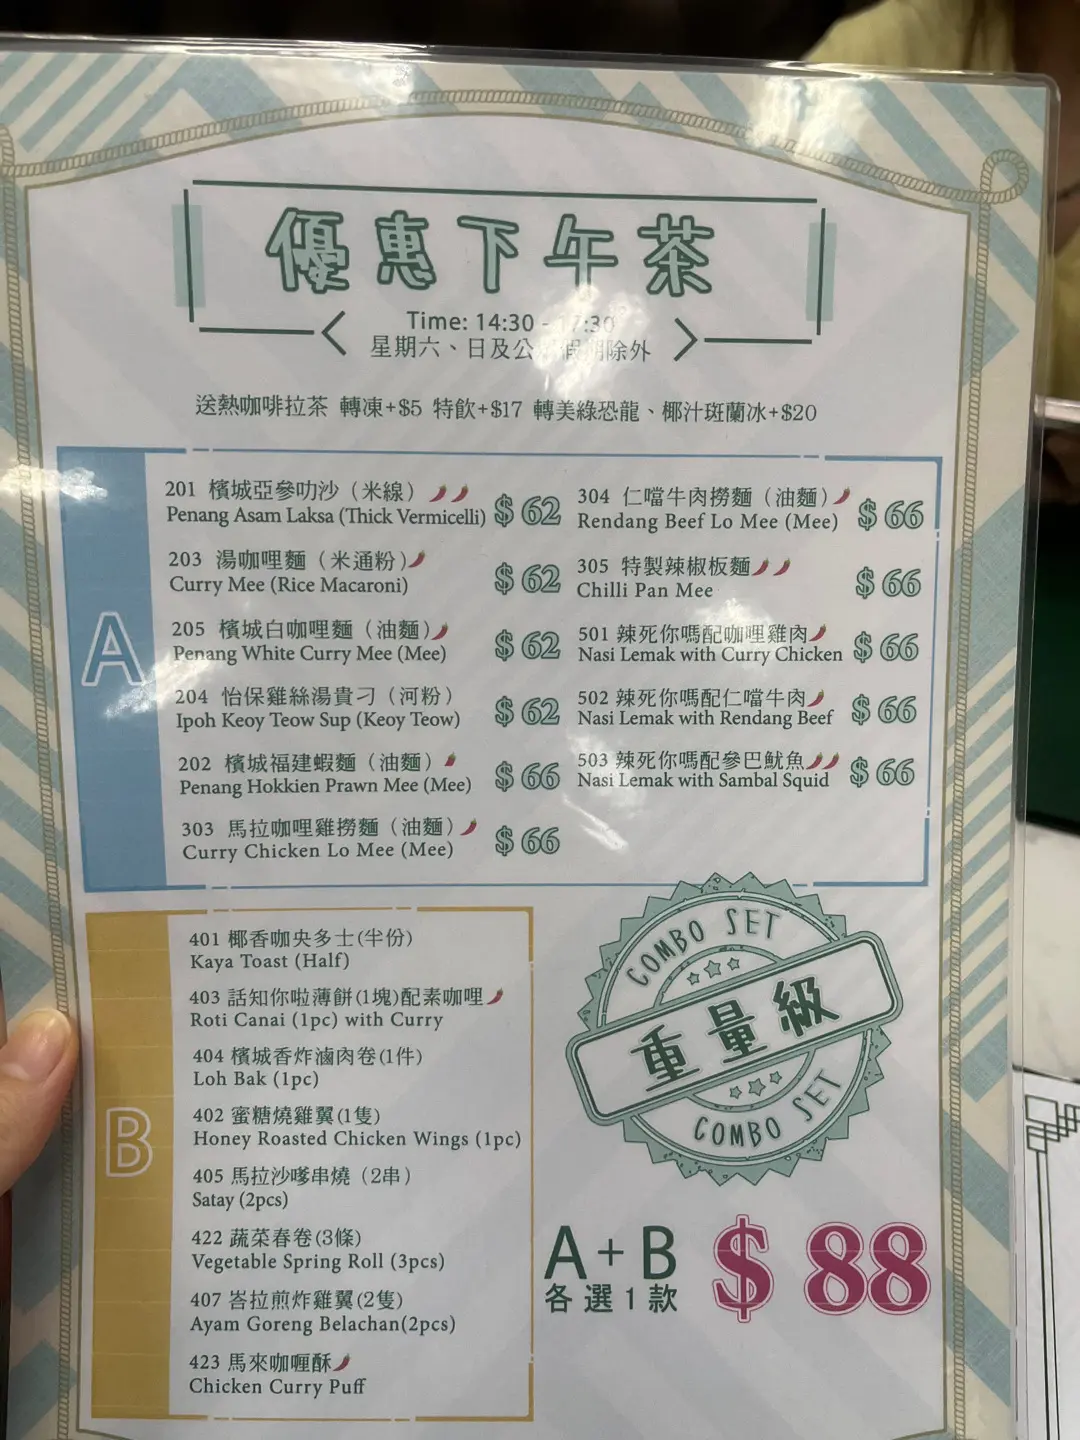 優惠下午茶
Time: 14:30 - 17:30
星期六、日及公眾假期除外
送熱咖啡拉茶 轉凍+$5 特飲+$17 轉美綠恐龍、椰汁班蘭冰+$20
A
201 檳城亞參叻沙（米線）
Penang Asam Laksa (Thick Vermicelli) $ 62
203 湯咖哩麵（米通粉）
Curry Mee (Rice Macaroni) $ 62
205 檳城白咖哩麵（油麵）
Penang White Curry Mee (Mee) $ 62
204 怡保雞絲湯貴刁（河粉）
Ipoh Keoy Teow Sup (Keoy Teow) $ 62
202 檳城福建蝦麵（油麵）
Penang Hokkien Prawn Mee (Mee) $ 66
303 馬拉咖哩雞撈麵（油麵）
Curry Chicken Lo Mee (Mee) $ 66
304 仁噹牛肉撈麵（油麵）
Rendang Beef Lo Mee (Mee) $ 66
305 特製辣椒板麵
Chilli Pan Mee $ 66
501 辣死你嗎配咖哩雞肉
Nasi Lemak with Curry Chicken $ 66
502 辣死你嗎配仁噹牛肉
Nasi Lemak with Rendang Beef $ 66
503 辣死你嗎配參巴魷魚
Nasi Lemak with Sambal Squid $ 66
B
401 椰香咖央多士(半份)
Kaya Toast (Half)
403 話知你啦薄餅(1塊)配素咖哩
Roti Canai (1pc) with Curry
404 檳城香炸滷肉卷(1件)
Loh Bak (1pc)
402 蜜糖燒雞翼(1隻)
Honey Roasted Chicken Wings (1pc)
405 馬拉沙嗲串燒（2串）
Satay (2pcs)
422 蔬菜春卷(3條)
Vegetable Spring Roll (3pcs)
407 峇拉煎炸雞翼(2隻)
Ayam Goreng Belachan(2pcs)
423 馬來咖喱酥
Chicken Curry Puff
COMBO SET
重量級
COMBO SET
A + B $ 88
各選1款